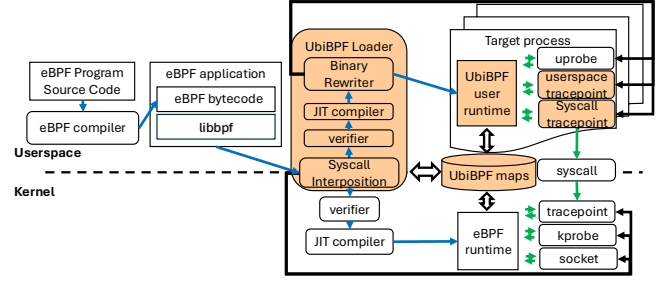 UbiBPF Loader
Binary
Rewriter
JIT compiler
verifier
Syscall
Interposition
Target process
UbiBPF
user
runtime
uprobe
userspace
tracepoint
Syscall
tracepoint
eBPF Program
Source Code
eBPF compiler
eBPF application
eBPF bytecode
libbpf
Userspace
Kernel
UbiBPF maps
syscall
verifier
JIT compiler
eBPF
runtime
tracepoint
kprobe
socket